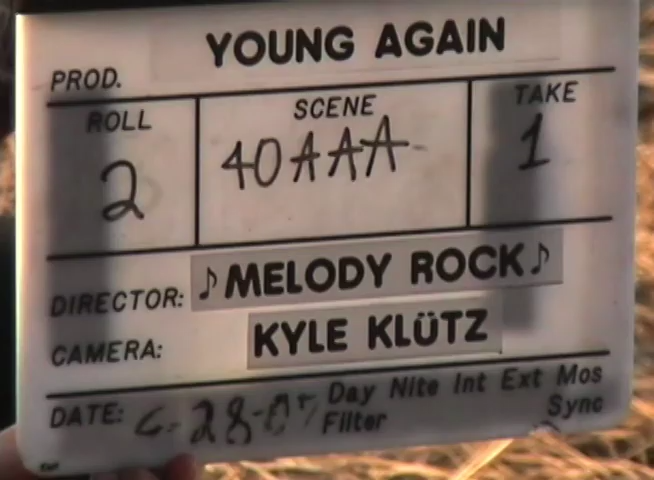 YOUNG AGAIN
PROD.
ROLL SCENE TAKE
2 40AAA 1
DIRECTOR: ♪MELODY ROCK♪
CAMERA: KYLE KLÜTZ
DATE: 6-28-07 Day Nite Int Ext Mos
Filter Sync